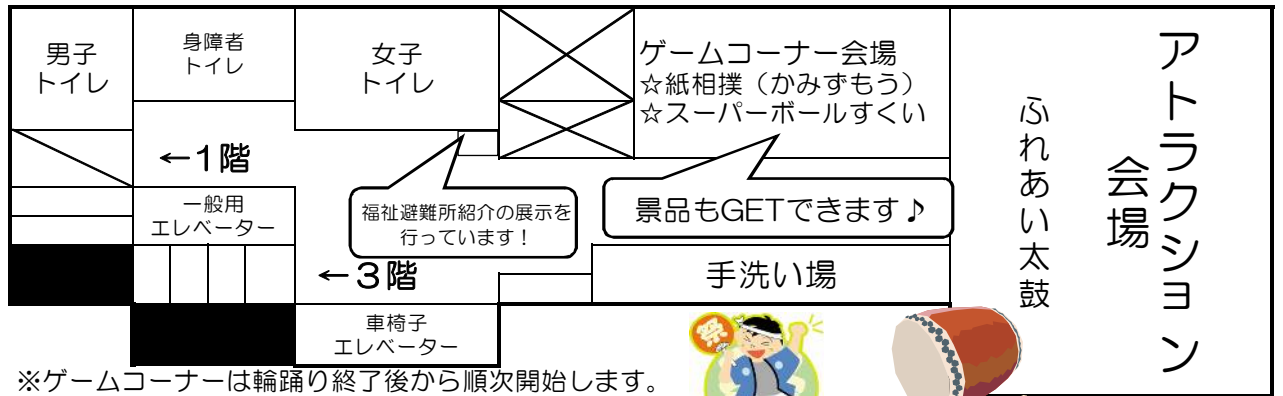 男子
トイレ
身障者
トイレ
女子
トイレ
ゲームコーナー会場
☆紙相撲（かみずもう）
☆スーパーボールすくい
アトラクション
会場
ふれあい太鼓
←1階
一般用
エレベーター
福祉避難所紹介の展示を
行っています！
景品もGETできます♪
←３階
手洗い場
車椅子
エレベーター
祭
※ゲームコーナーは輪踊り終了後から順次開始します。